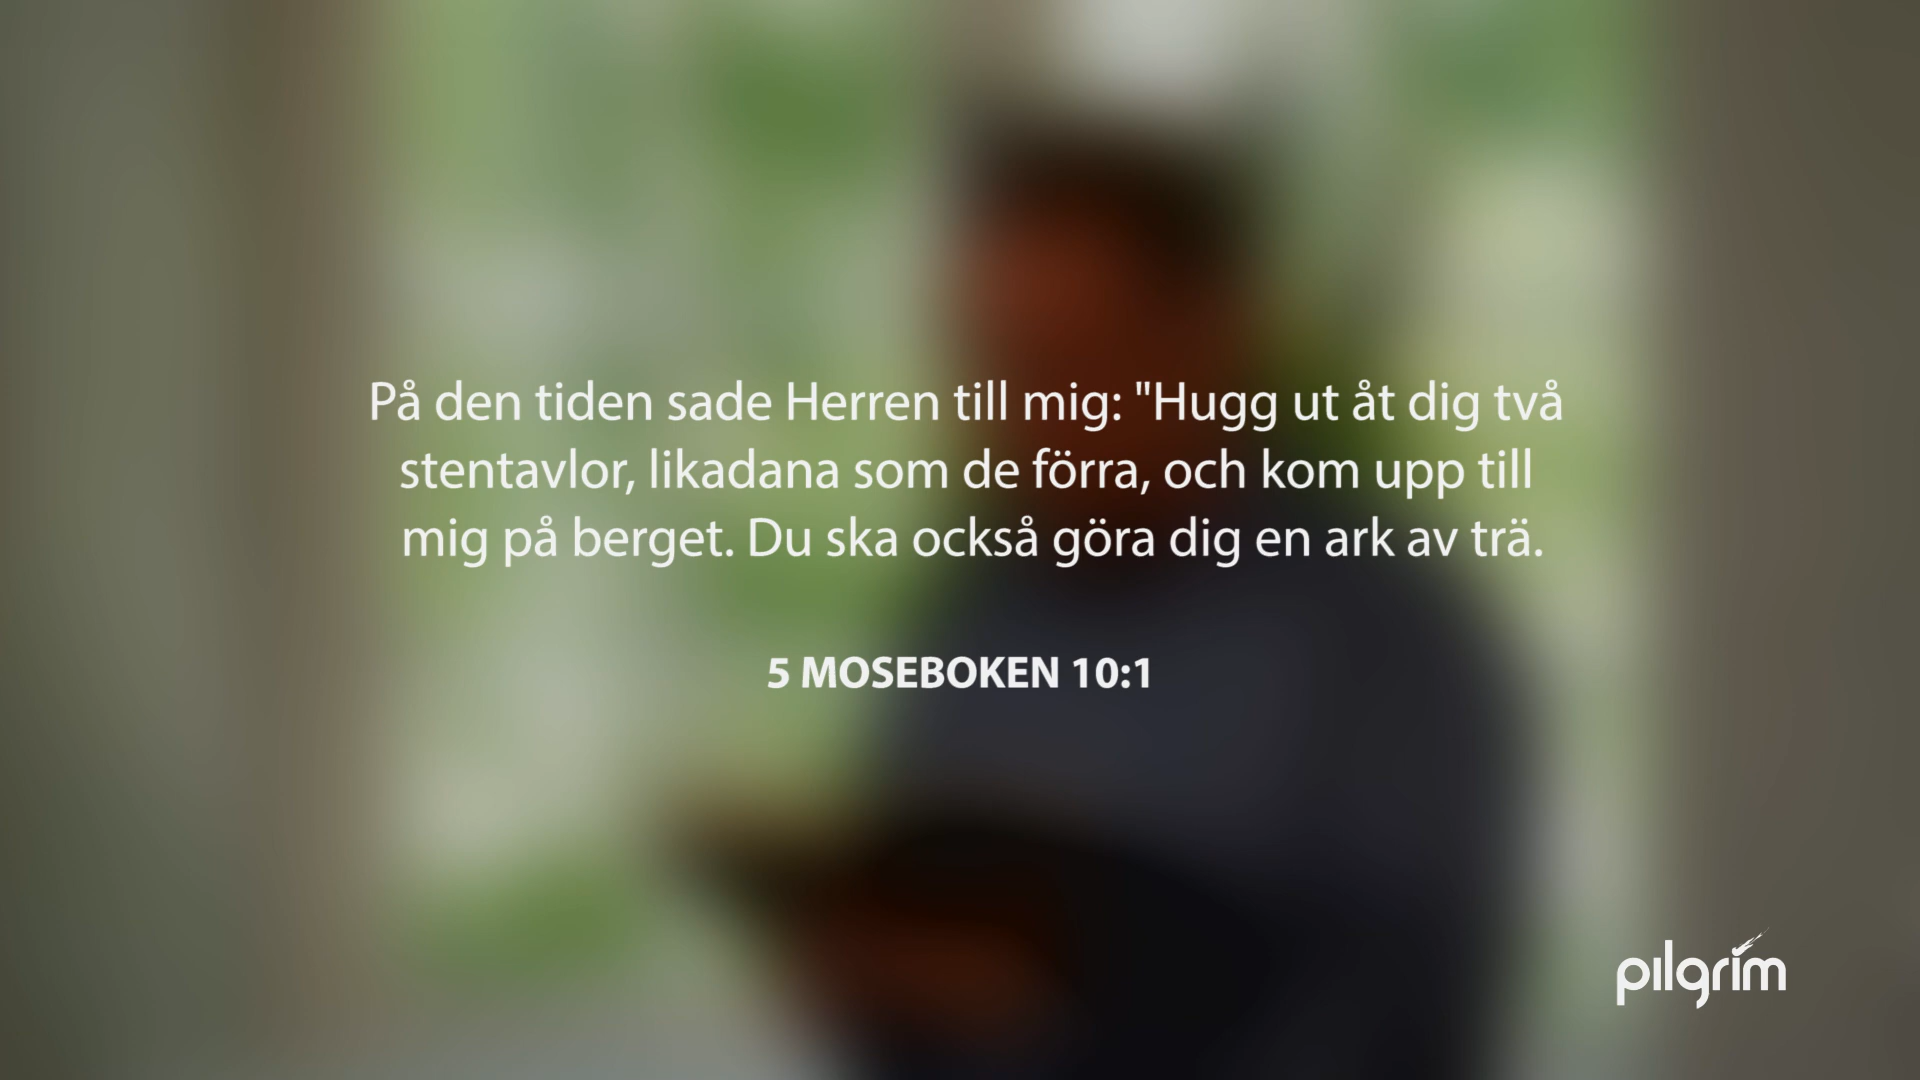 På den tiden sade Herren till mig: "Hugg ut åt dig två
stentavlor, likadana som de förra, och kom upp till
mig på berget. Du ska också göra dig en ark av trä.
5 MOSEBOKEN 10:1
pilgrim